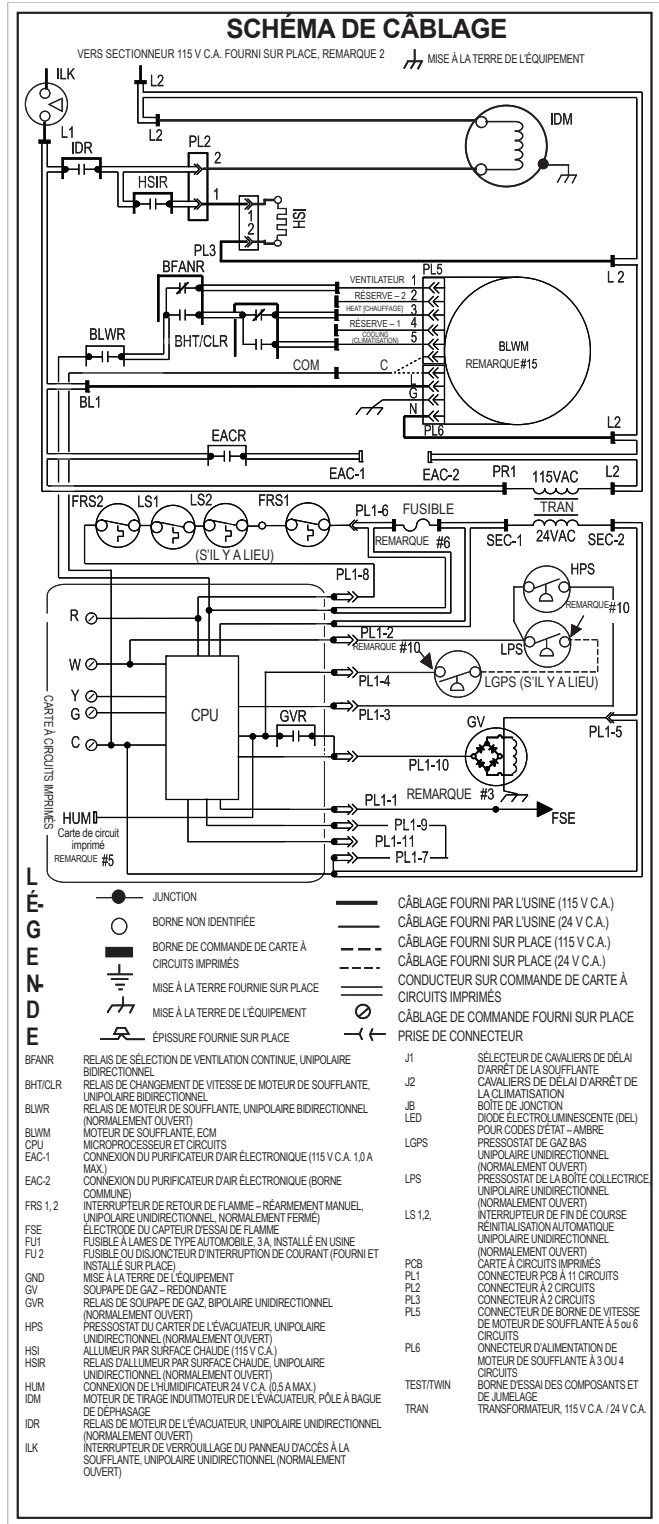 SCHÉMA DE CÂBLAGE
VERS SECTIONNEUR 115 V C.A. FOURNI SUR PLACE, REMARQUE 2
MISE À LA TERRE DE L'ÉQUIPEMENT
ILK
L2
L1
L2
IDM
IDR
PL2
2
HSIR
1
1
2
HSI
PL3
L 2
BFANR
PL5
VENTILATEUR 1
RÉSERVE – 2 2
HEAT [CHAUFFAGE] 3
RÉSERVE – 1 4
COOLING (CLIMATISATION) 5
BHT/CLR
BLWR
BLWM
REMARQUE#15
COM
C
L
BL1
G
N
PL6
L2
EACR
EAC-1
EAC-2
PR1
115VAC
L2
TRAN
24VAC
SEC-1
SEC-2
FRS2
LS1
LS2
FRS1
PL1-6
FUSIBLE
REMARQUE #6
(S'IL Y A LIEU)
PL1-8
HPS
REMARQUE#10
R
PL1-2
REMARQUE #10
LPS
W
PL1-4
LGPS (S'IL Y A LIEU)
Y
G
CPU
PL1-3
GVR
GV
C
PL1-5
PL1-10
REMARQUE #3
CARTE À CIRCUITS IMPRIMÉS
PL1-1
FSE
HUM
Carte de circuit
imprimé
REMARQUE #5
PL1-9
PL1-11
PL1-7
LÉ-GEN-DE
JUNCTION
BORNE NON IDENTIFIÉE
BORNE DE COMMANDE DE CARTE À
CIRCUITS IMPRIMÉS
MISE À LA TERRE FOURNIE SUR PLACE
MISE À LA TERRE DE L'ÉQUIPEMENT
ÉPISSURE FOURNIE SUR PLACE
CÂBLAGE FOURNI PAR L'USINE (115 V C.A.)
CÂBLAGE FOURNI PAR L'USINE (24 V C.A.)
CÂBLAGE FOURNI SUR PLACE (115 V C.A.)
CÂBLAGE FOURNI SUR PLACE (24 V C.A.)
CONDUCTEUR SUR COMMANDE DE CARTE À
CIRCUITS IMPRIMÉS
CÂBLAGE DE COMMANDE FOURNI SUR PLACE
PRISE DE CONNECTEUR
BFANR RELAIS DE SÉLECTION DE VENTILATION CONTINUE, UNIPOLAIRE
BIDIRECTIONNEL
BHT/CLR RELAIS DE CHANGEMENT DE VITESSE DE MOTEUR DE SOUFFLANTE,
UNIPOLAIRE BIDIRECTIONNEL
BLWR RELAIS DE MOTEUR DE SOUFFLANTE, UNIPOLAIRE BIDIRECTIONNEL
(NORMALEMENT OUVERT)
BLWM MOTEUR DE SOUFFLANTE, ECM
CPU MICROPROCESSEUR ET CIRCUITS
EAC-1 CONNEXION DU PURIFICATEUR D'AIR ÉLECTRONIQUE (115 V C.A. 1,0 A
MAX.)
EAC-2 CONNEXION DU PURIFICATEUR D'AIR ÉLECTRONIQUE (BORNE
COMMUNE)
FRS 1, 2 INTERRUPTEUR DE RETOUR DE FLAMME – RÉARMEMENT MANUEL,
UNIPOLAIRE UNIDIRECTIONNEL, NORMALEMENT FERMÉ)
FSE ÉLECTRODE DU CAPTEUR D'ESSAI DE FLAMME
FU1 FUSIBLE À LAMES DE TYPE AUTOMOBILE, 3 A, INSTALLÉ EN USINE
FU 2 FUSIBLE OU DISJONCTEUR D'INTERRUPTION DE COURANT (FOURNI ET
INSTALLÉ SUR PLACE)
GND MISE À LA TERRE DE L'ÉQUIPEMENT
GV SOUPAPE DE GAZ – REDONDANTE
GVR RELAIS DE SOUPAPE DE GAZ, BIPOLAIRE UNIDIRECTIONNEL
(NORMALEMENT OUVERT)
HPS PRESSOSTAT DU CARTER DE L'ÉVACUATEUR, UNIPOLAIRE
UNIDIRECTIONNEL (NORMALEMENT OUVERT)
HSI ALLUMEUR PAR SURFACE CHAUDE (115 V C.A.)
HSIR RELAIS D'ALLUMEUR PAR SURFACE CHAUDE, UNIPOLAIRE
UNIDIRECTIONNEL (NORMALEMENT OUVERT)
HUM CONNEXION DE L'HUMIDIFICATEUR 24 V C.A. (0,5 A MAX.)
IDM MOTEUR DE TIRAGE INDUITMOTEUR DE L'ÉVACUATEUR, PÔLE À BAGUE
DE DÉPHASAGE
IDR RELAIS DE MOTEUR DE L'ÉVACUATEUR, UNIPOLAIRE UNIDIRECTIONNEL
(NORMALEMENT OUVERT)
ILK INTERRUPTEUR DE VERROUILLAGE DU PANNEAU D'ACCÈS À LA
SOUFFLANTE, UNIPOLAIRE UNIDIRECTIONNEL (NORMALEMENT
OUVERT)
J1 SÉLECTEUR DE CAVALIERS DE DÉLAI
D'ARRÊT DE LA SOUFFLANTE
J2 CAVALIERS DE DÉLAI D'ARRÊT DE
LA CLIMATISATION
JB BOÎTE DE JONCTION
LED DIODE ÉLECTROLUMINESCENTE (DEL)
POUR CODES D'ÉTAT – AMBRE
LGPS PRESSOSTAT DE GAZ BAS
UNIPOLAIRE UNIDIRECTIONNEL
(NORMALEMENT OUVERT)
LPS PRESSOSTAT DE LA BOÎTE COLLECTRICE,
UNIPOLAIRE UNIDIRECTIONNEL
(NORMALEMENT OUVERT)
LS 1,2, INTERRUPTEUR DE FIN DE COURSE
RÉINITIALISATION AUTOMATIQUE
UNIPOLAIRE UNIDIRECTIONNEL
(NORMALEMENT OUVERT)
PCB CARTE À CIRCUITS IMPRIMÉS
PL1 CONNECTEUR PCB À 11 CIRCUITS
PL2 CONNECTEUR À 2 CIRCUITS
PL3 CONNECTEUR À 2 CIRCUITS
PL5 CONNECTEUR DE BORNE DE VITESSE
DE MOTEUR DE SOUFFLANTE À 5 ou 6
CIRCUITS
PL6 ONNECTEUR D'ALIMENTATION DE
MOTEUR DE SOUFFLANTE À 3 OU 4
CIRCUITS
TEST/TWIN BORNE D'ESSAI DES COMPOSANTS ET
DE JUMELAGE
TRAN TRANSFORMATEUR, 115 V C.A. / 24 V C.A.